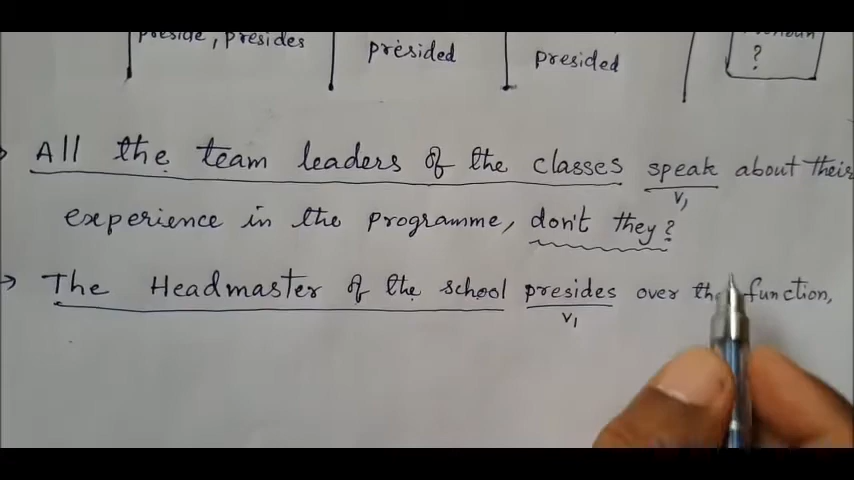 preside, presides
presided
presided
?
All the team leaders of the classes speak about their
V1
experience in the programme, don't they?
The Headmaster of the school presides over the function,
V1